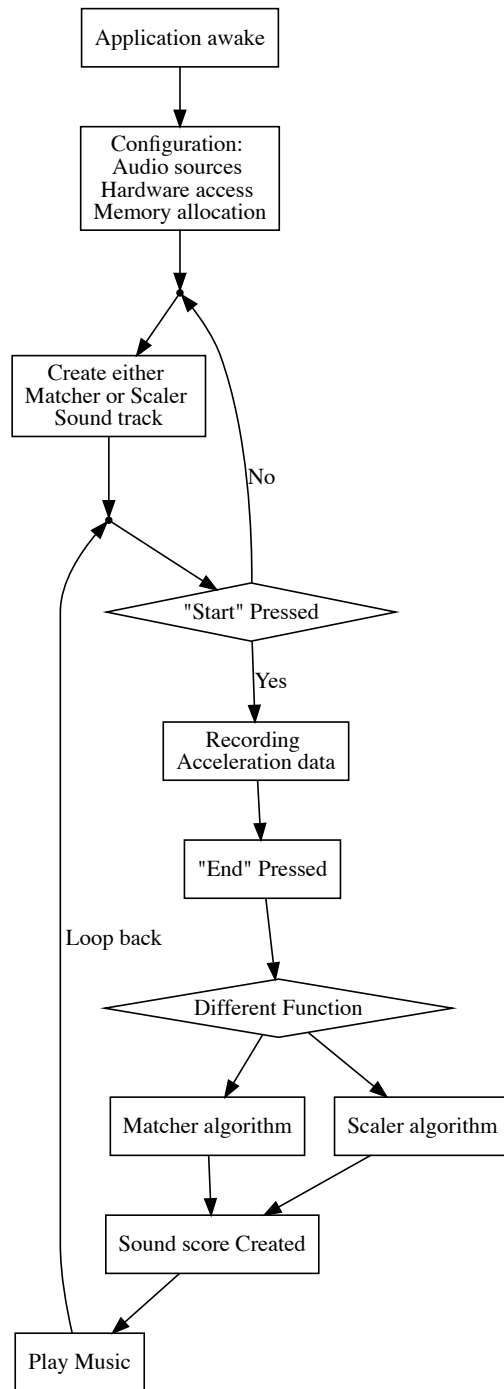 Application awake
Configuration:
Audio sources
Hardware access
Memory allocation
Create either
Matcher or Scaler
Sound track
No
"Start" Pressed
Yes
Recording
Acceleration data
"End" Pressed
Loop back
Different Function
Matcher algorithm
Scaler algorithm
Sound score Created
Play Music